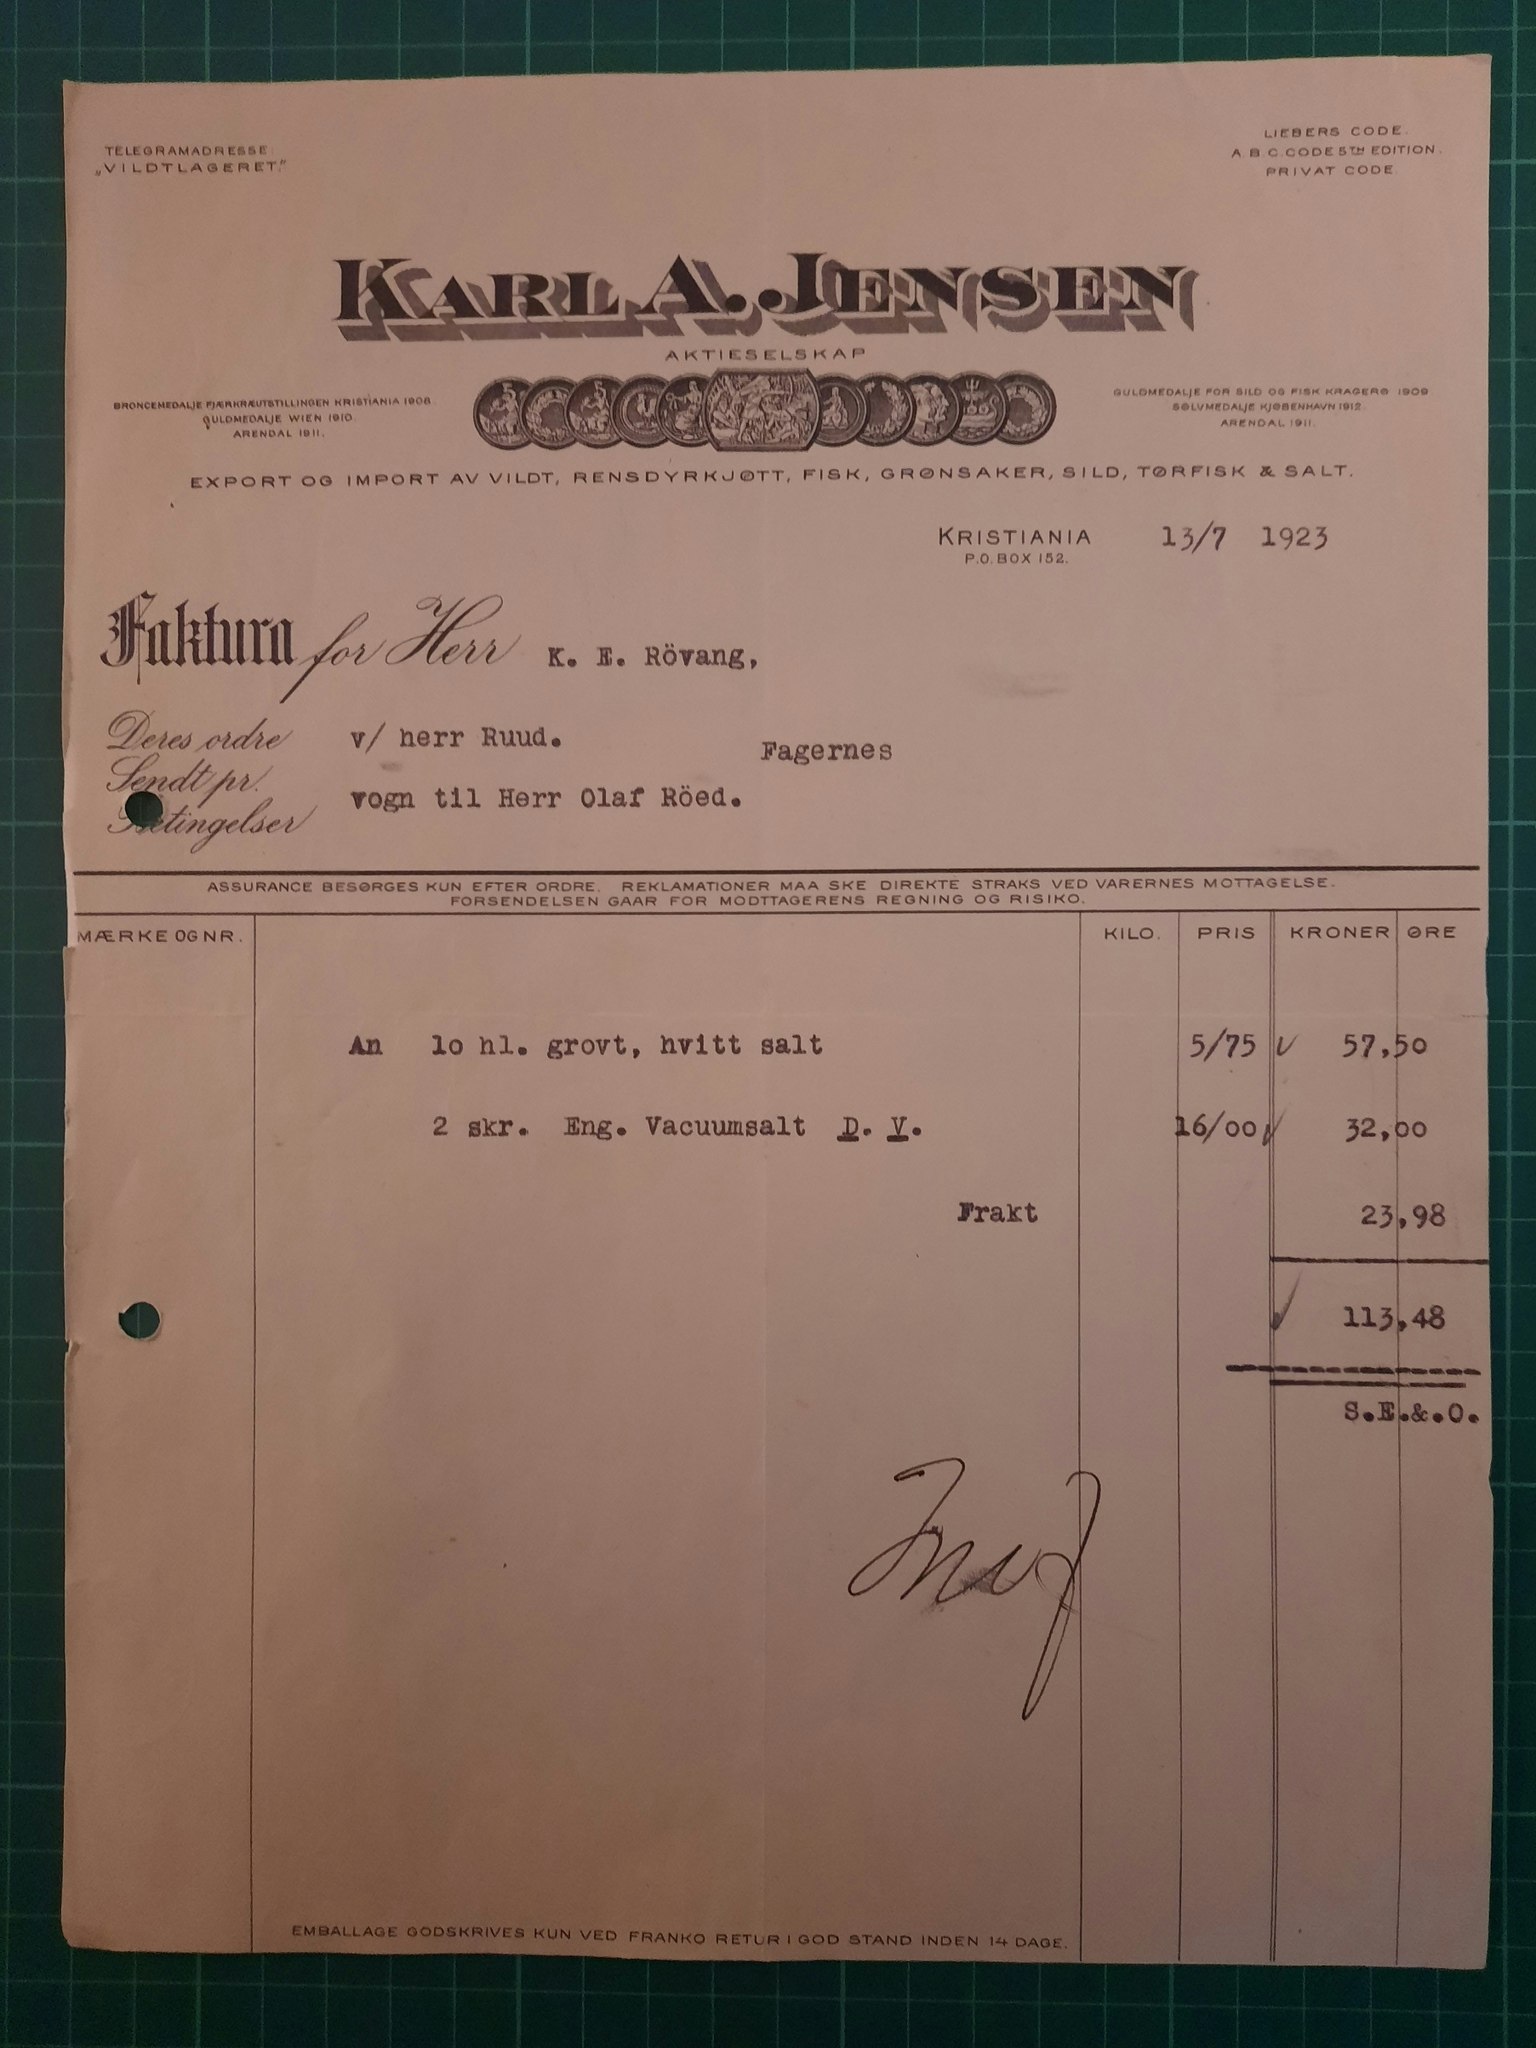 TELEGRAMADRESSE:
„VILDTLAGERET."
LIEBERS CODE.
A.B.C. CODE 5TH EDITION.
PRIVAT CODE.
KARL A. JENSEN
AKTIESELSKAP
BRONCEMEDALJE FJÆRKRÆUTSTILLINGEN KRISTIANIA 1908.
GULDMEDALJE WIEN 1910.
ARENDAL 1911.
GULDMEDALJE FOR SILD OG FISK KRAGERØ 1909
SØLVMEDALJE KJØBENHAVN 1912.
ARENDAL 1911.
EXPORT OG IMPORT AV VILDT, RENSDYRKJØTT, FISK, GRØNSAKER, SILD, TØRFISK & SALT.
KRISTIANIA 13/7 1923
P.O. BOX 152.
Faktura for Herr K. E. Rövang,
Deres ordre v/ herr Ruud.
Fagernes
Sendt pr. vogn til Herr Olaf Röed.
Betingelser
ASSURANCE BESØRGES KUN EFTER ORDRE. REKLAMATIONER MAA SKE DIREKTE STRAKS VED VARERNES MOTTAGELSE.
FORSENDELSEN GAAR FOR MODTTAGERENS REGNING OG RISIKO.
MÆRKE OG NR. KILO. PRIS KRONER ØRE
An 1o hl. grovt, hvitt salt 5/75 57,50
2 skr. Eng. Vacuumsalt D. V. 16/00 32,00
Frakt 23,98
113,48
S.E.&.O.
EMBALLAGE GODSKRIVES KUN VED FRANKO RETUR I GOD STAND INDEN 14 DAGE.